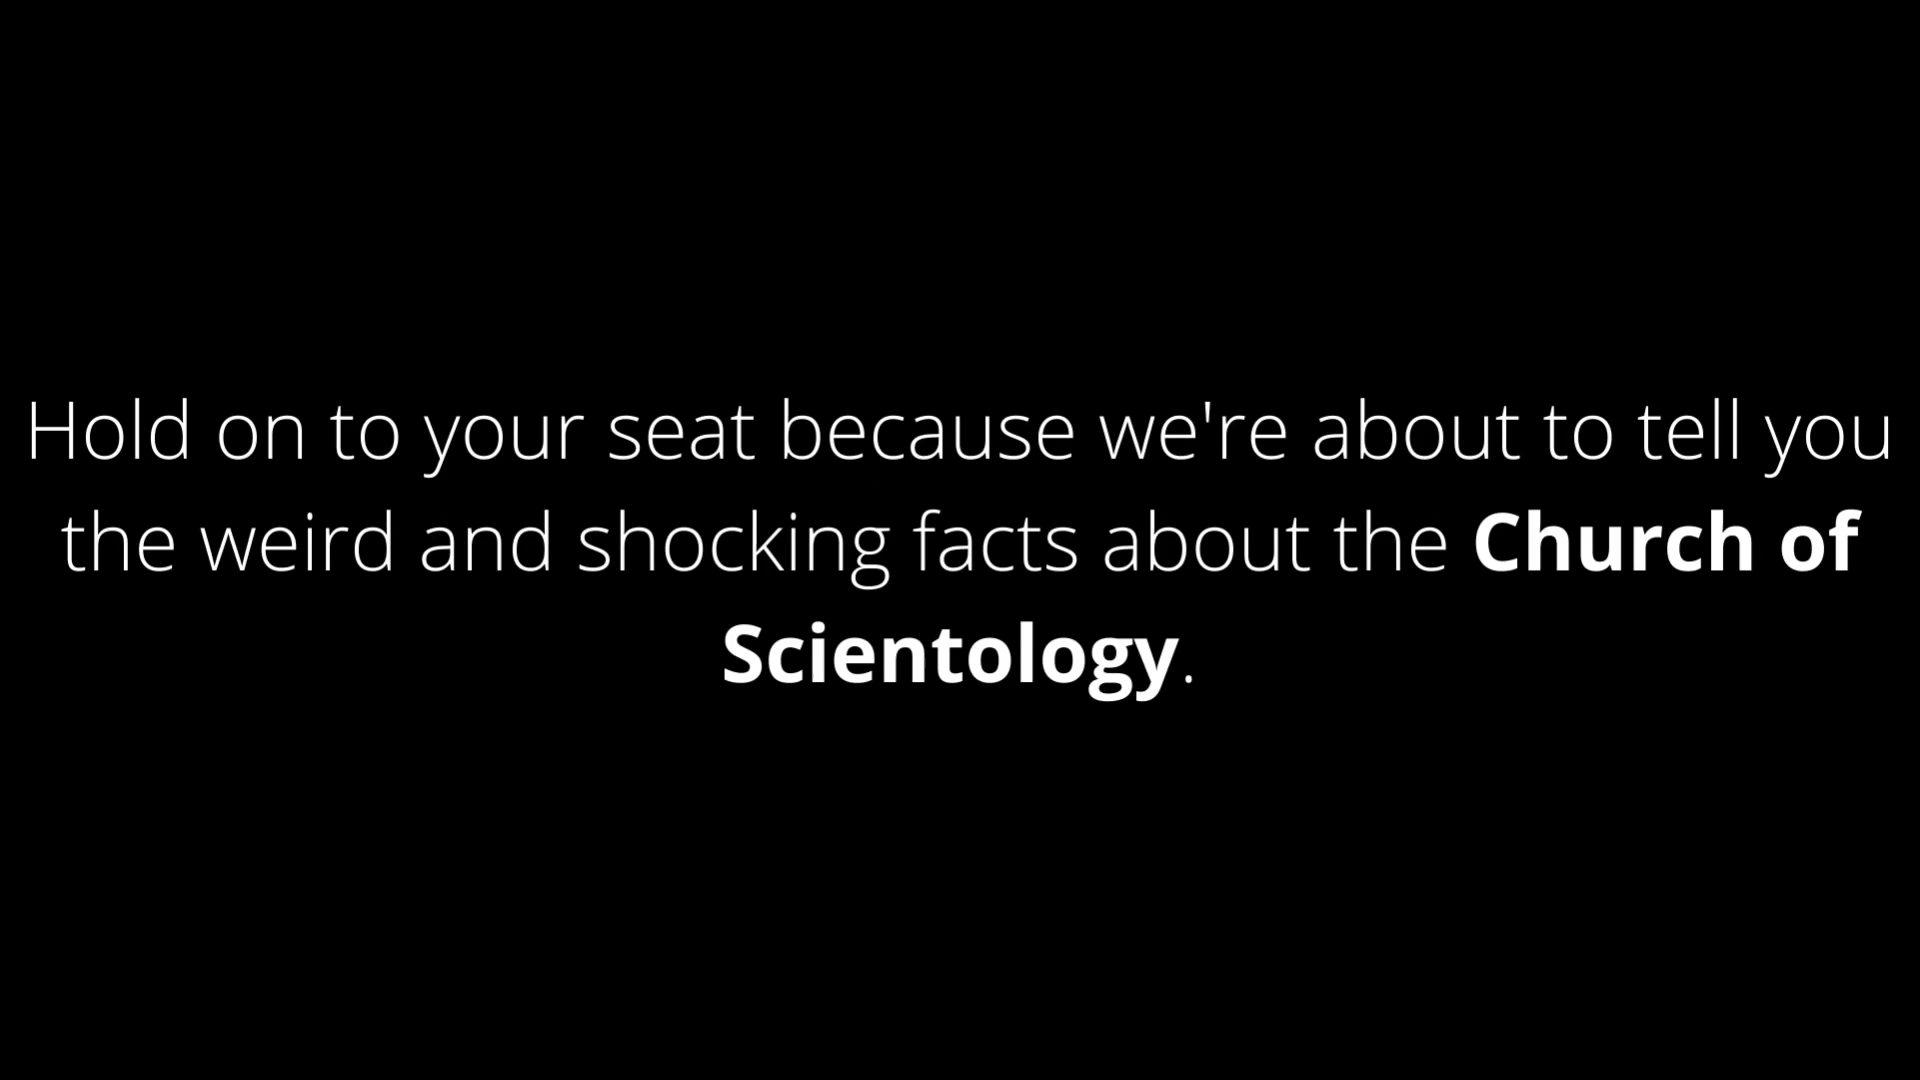 Hold on to your seat because we're about to tell you
the weird and shocking facts about the Church of
Scientology.